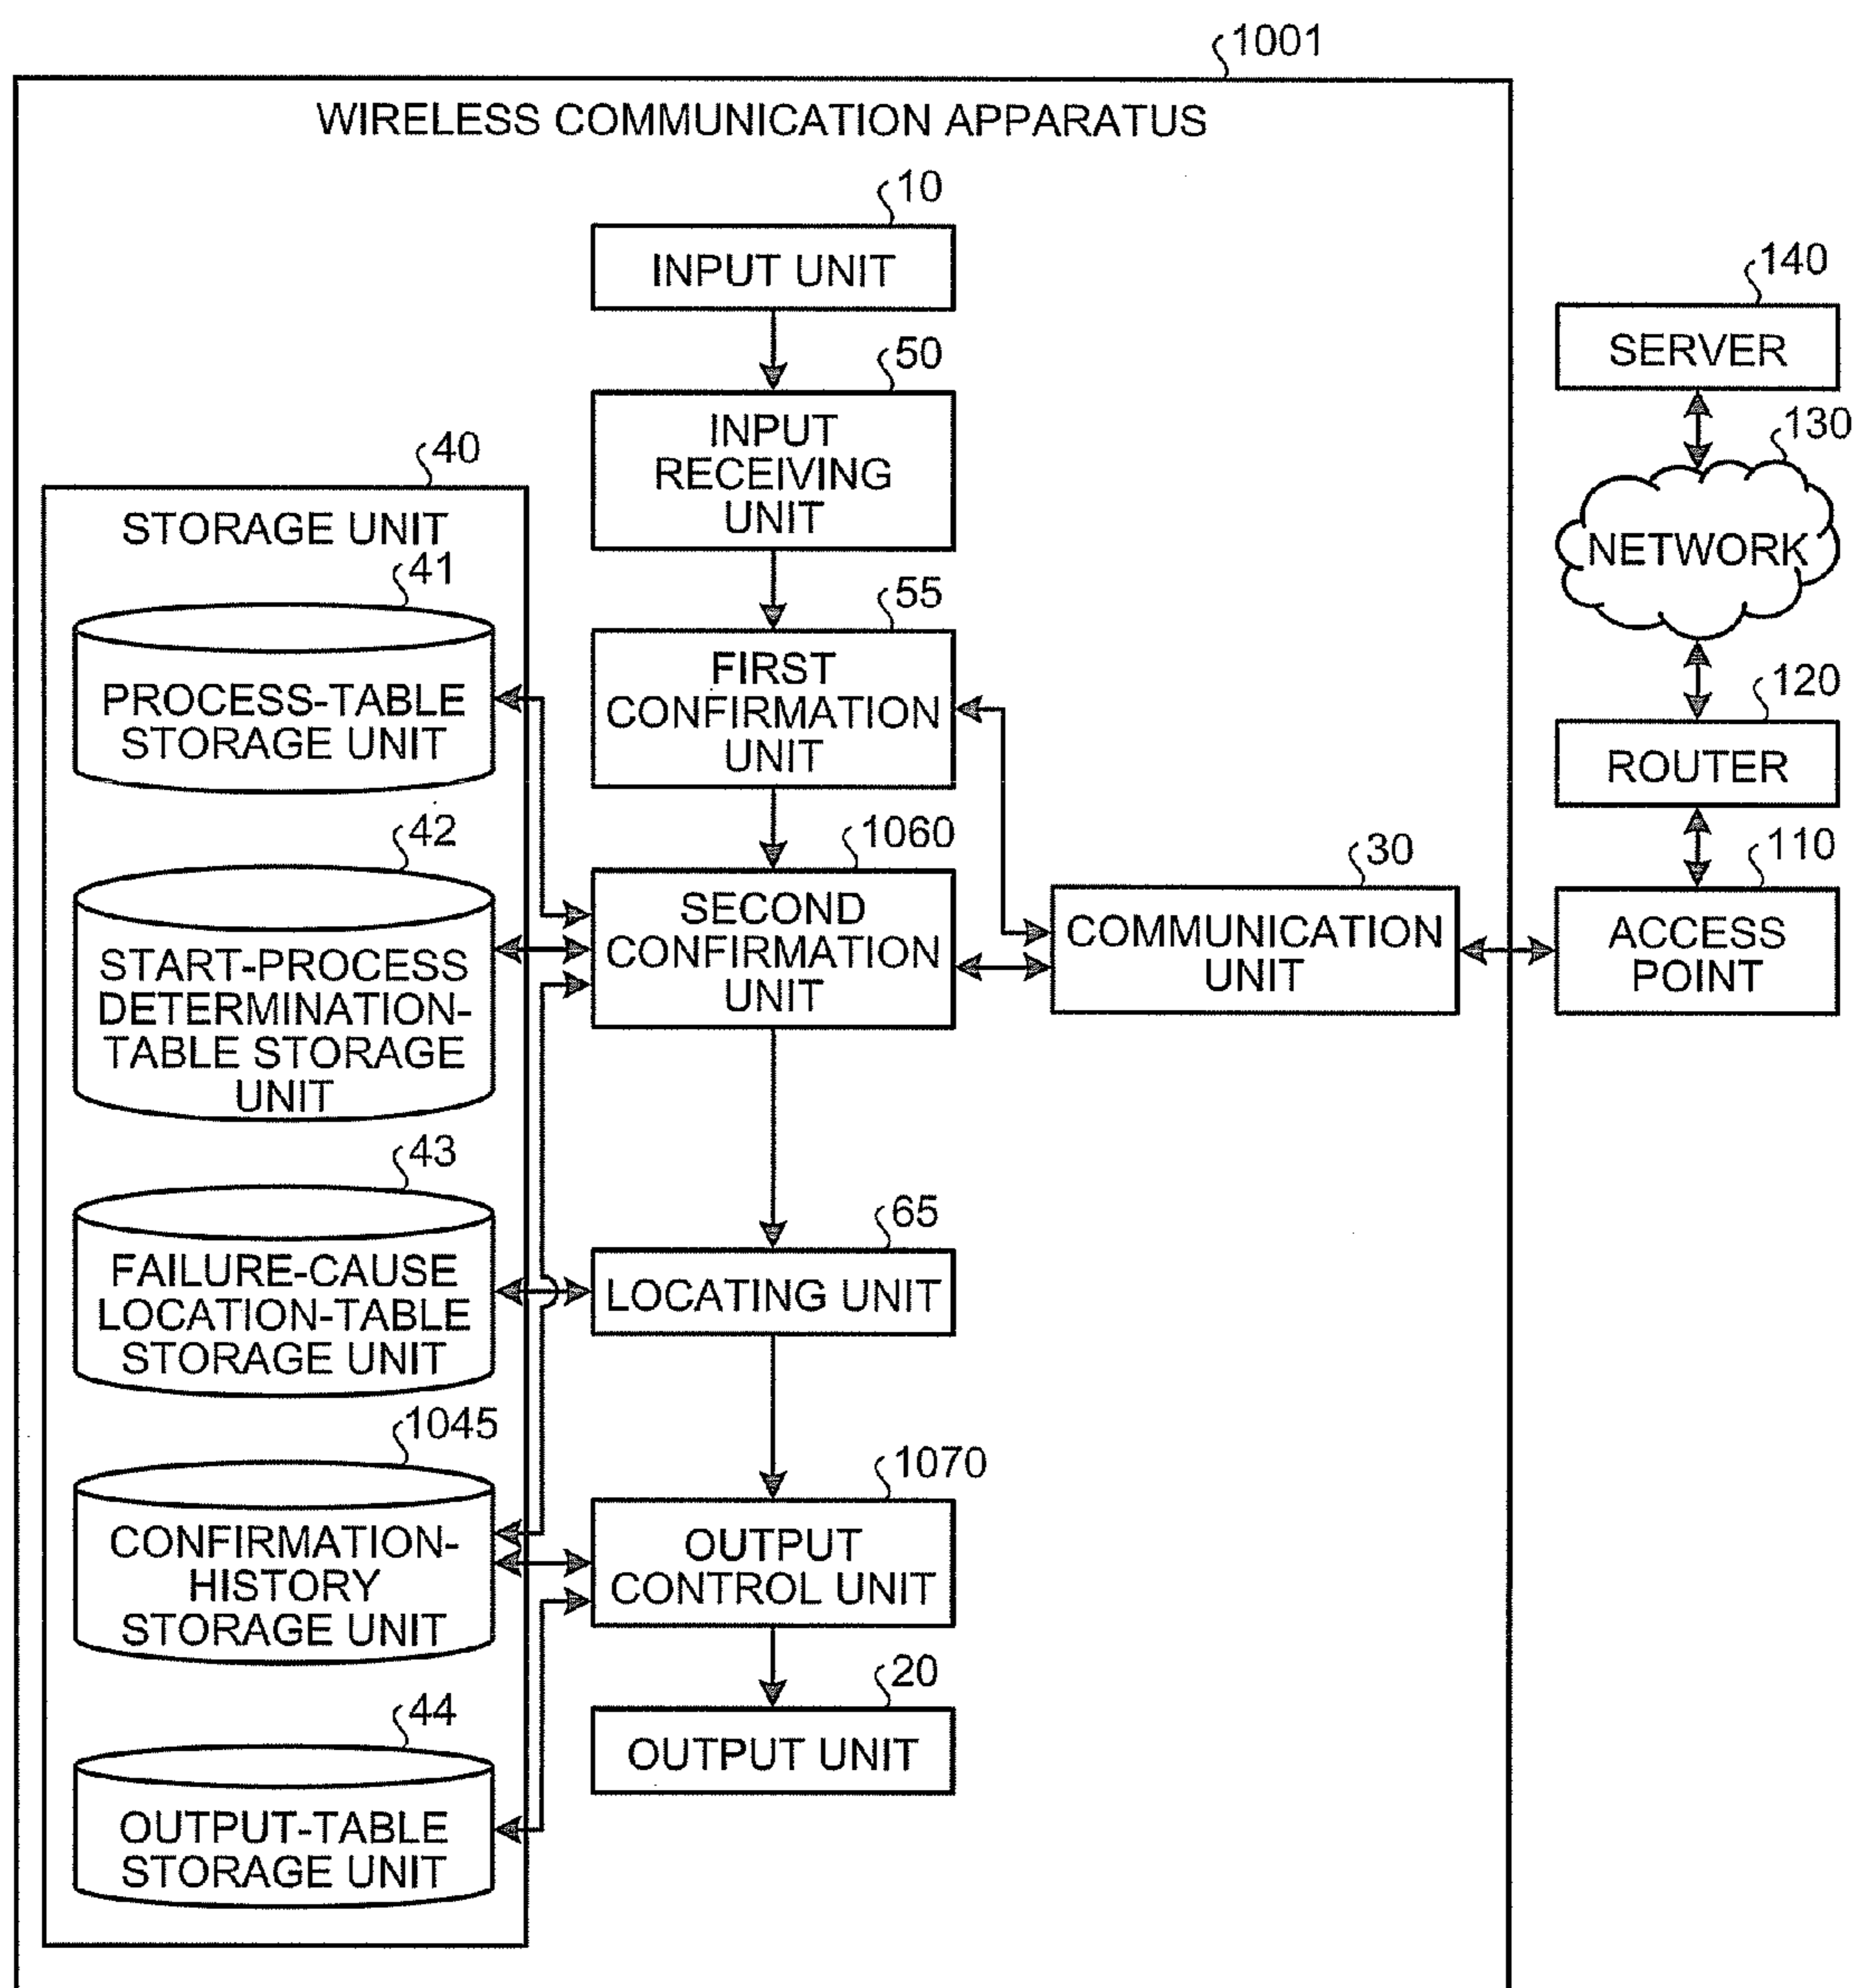 1001
WIRELESS COMMUNICATION APPARATUS
10
INPUT UNIT
50
INPUT
RECEIVING
UNIT
40
STORAGE UNIT
41
PROCESS-TABLE
STORAGE UNIT
55
FIRST
CONFIRMATION
UNIT
42
START-PROCESS
DETERMINATION-
TABLE STORAGE
UNIT
1060
SECOND
CONFIRMATION
UNIT
30
COMMUNICATION
UNIT
43
FAILURE-CAUSE
LOCATION-TABLE
STORAGE UNIT
65
LOCATING UNIT
1045
CONFIRMATION-
HISTORY
STORAGE UNIT
1070
OUTPUT
CONTROL UNIT
44
OUTPUT-TABLE
STORAGE UNIT
20
OUTPUT UNIT
140
SERVER
130
NETWORK
120
ROUTER
110
ACCESS
POINT